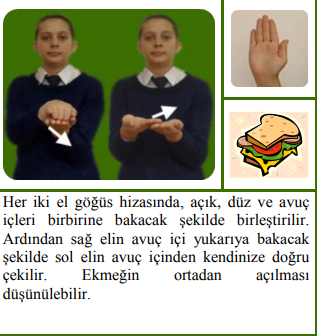 Her iki el göğüs hizasında, açık, düz ve avuç
içleri birbirine bakacak şekilde birleştirilir.
Ardından sağ elin avuç içi yukarıya bakacak
şekilde sol elin avuç içinden kendinize doğru
çekilir. Ekmeğin ortadan açılması
düşünülebilir.